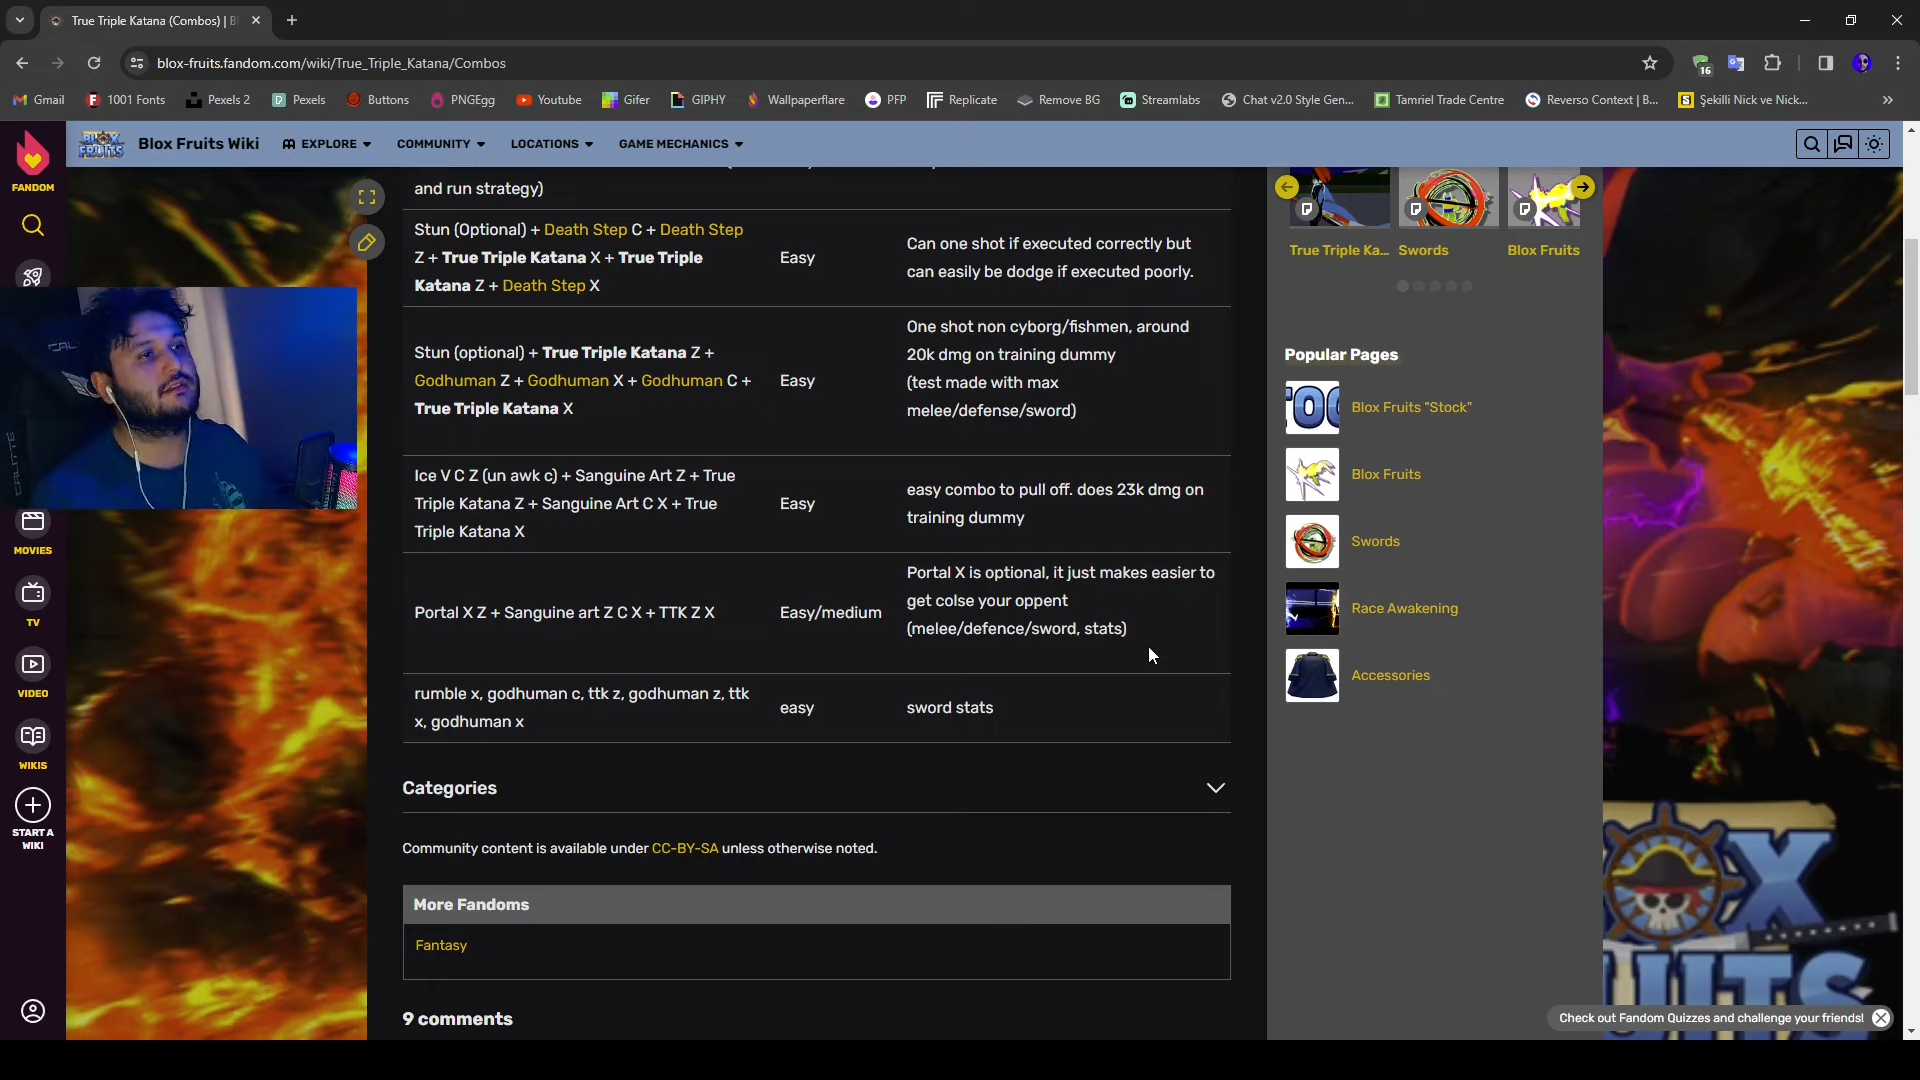 True Triple Katana (Combos) | B
blox-fruits.fandom.com/wiki/True_Triple_Katana/Combos
16
Gmail
1001 Fonts
Pexels 2
Pexels
Buttons
PNGEgg
Youtube
Gifer
GIPHY
Wallpaperflare
PFP
Replicate
Remove BG
Streamlabs
Chat v2.0 Style Gen...
Tamriel Trade Centre
Reverso Context | B...
Şekilli Nick ve Nick...
FANDOM
BLOX FRUITS
Blox Fruits Wiki
EXPLORE
COMMUNITY
LOCATIONS
GAME MECHANICS
and run strategy)
Stun (Optional) + Death Step C + Death Step
Z + True Triple Katana X + True Triple
Katana Z + Death Step X
Easy
Can one shot if executed correctly but
can easily be dodge if executed poorly.
Stun (optional) + True Triple Katana Z +
Godhuman Z + Godhuman X + Godhuman C +
True Triple Katana X
Easy
One shot non cyborg/fishmen, around
20k dmg on training dummy
(test made with max
melee/defense/sword)
Ice V C Z (un awk c) + Sanguine Art Z + True
Triple Katana Z + Sanguine Art C X + True
Triple Katana X
Easy
easy combo to pull off. does 23k dmg on
training dummy
Portal X Z + Sanguine art Z C X + TTK Z X
Easy/medium
Portal X is optional, it just makes easier to
get colse your oppent
(melee/defence/sword, stats)
rumble x, godhuman c, ttk z, godhuman z, ttk
x, godhuman x
easy
sword stats
Categories
Community content is available under CC-BY-SA unless otherwise noted.
More Fandoms
Fantasy
9 comments
True Triple Ka...
Swords
Blox Fruits
Popular Pages
Blox Fruits "Stock"
Blox Fruits
Swords
Race Awakening
Accessories
MOVIES
TV
VIDEO
WIKIS
START A
WIKI
Check out Fandom Quizzes and challenge your friends!